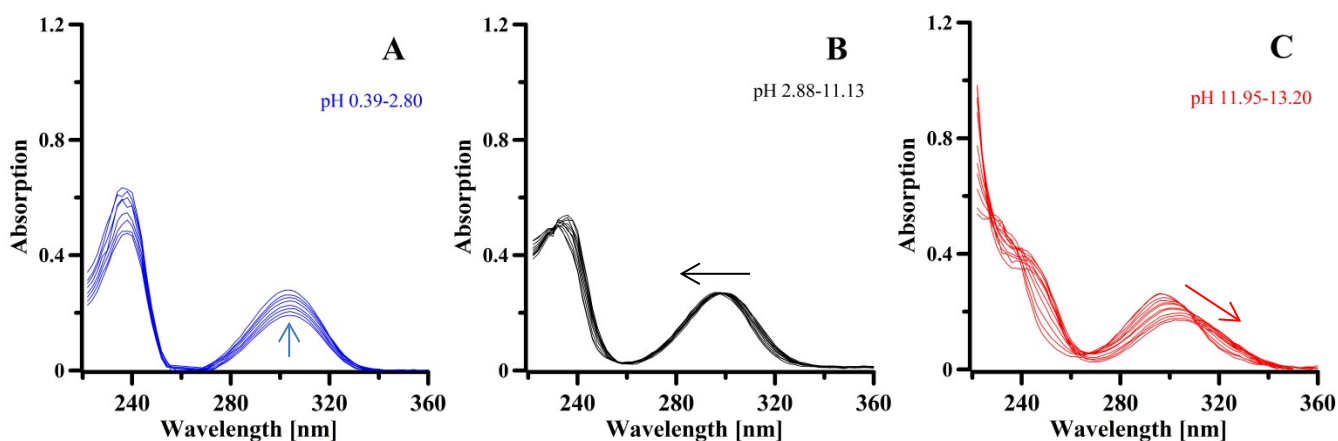 A
pH 0.39-2.80
Absorption
1.2
0.8
0.4
0
240 280 320 360
Wavelength [nm]
B
pH 2.88-11.13
Absorption
1.2
0.8
0.4
0
240 280 320 360
Wavelength [nm]
C
pH 11.95-13.20
Absorption
1.2
0.8
0.4
0
240 280 320 360
Wavelength [nm]